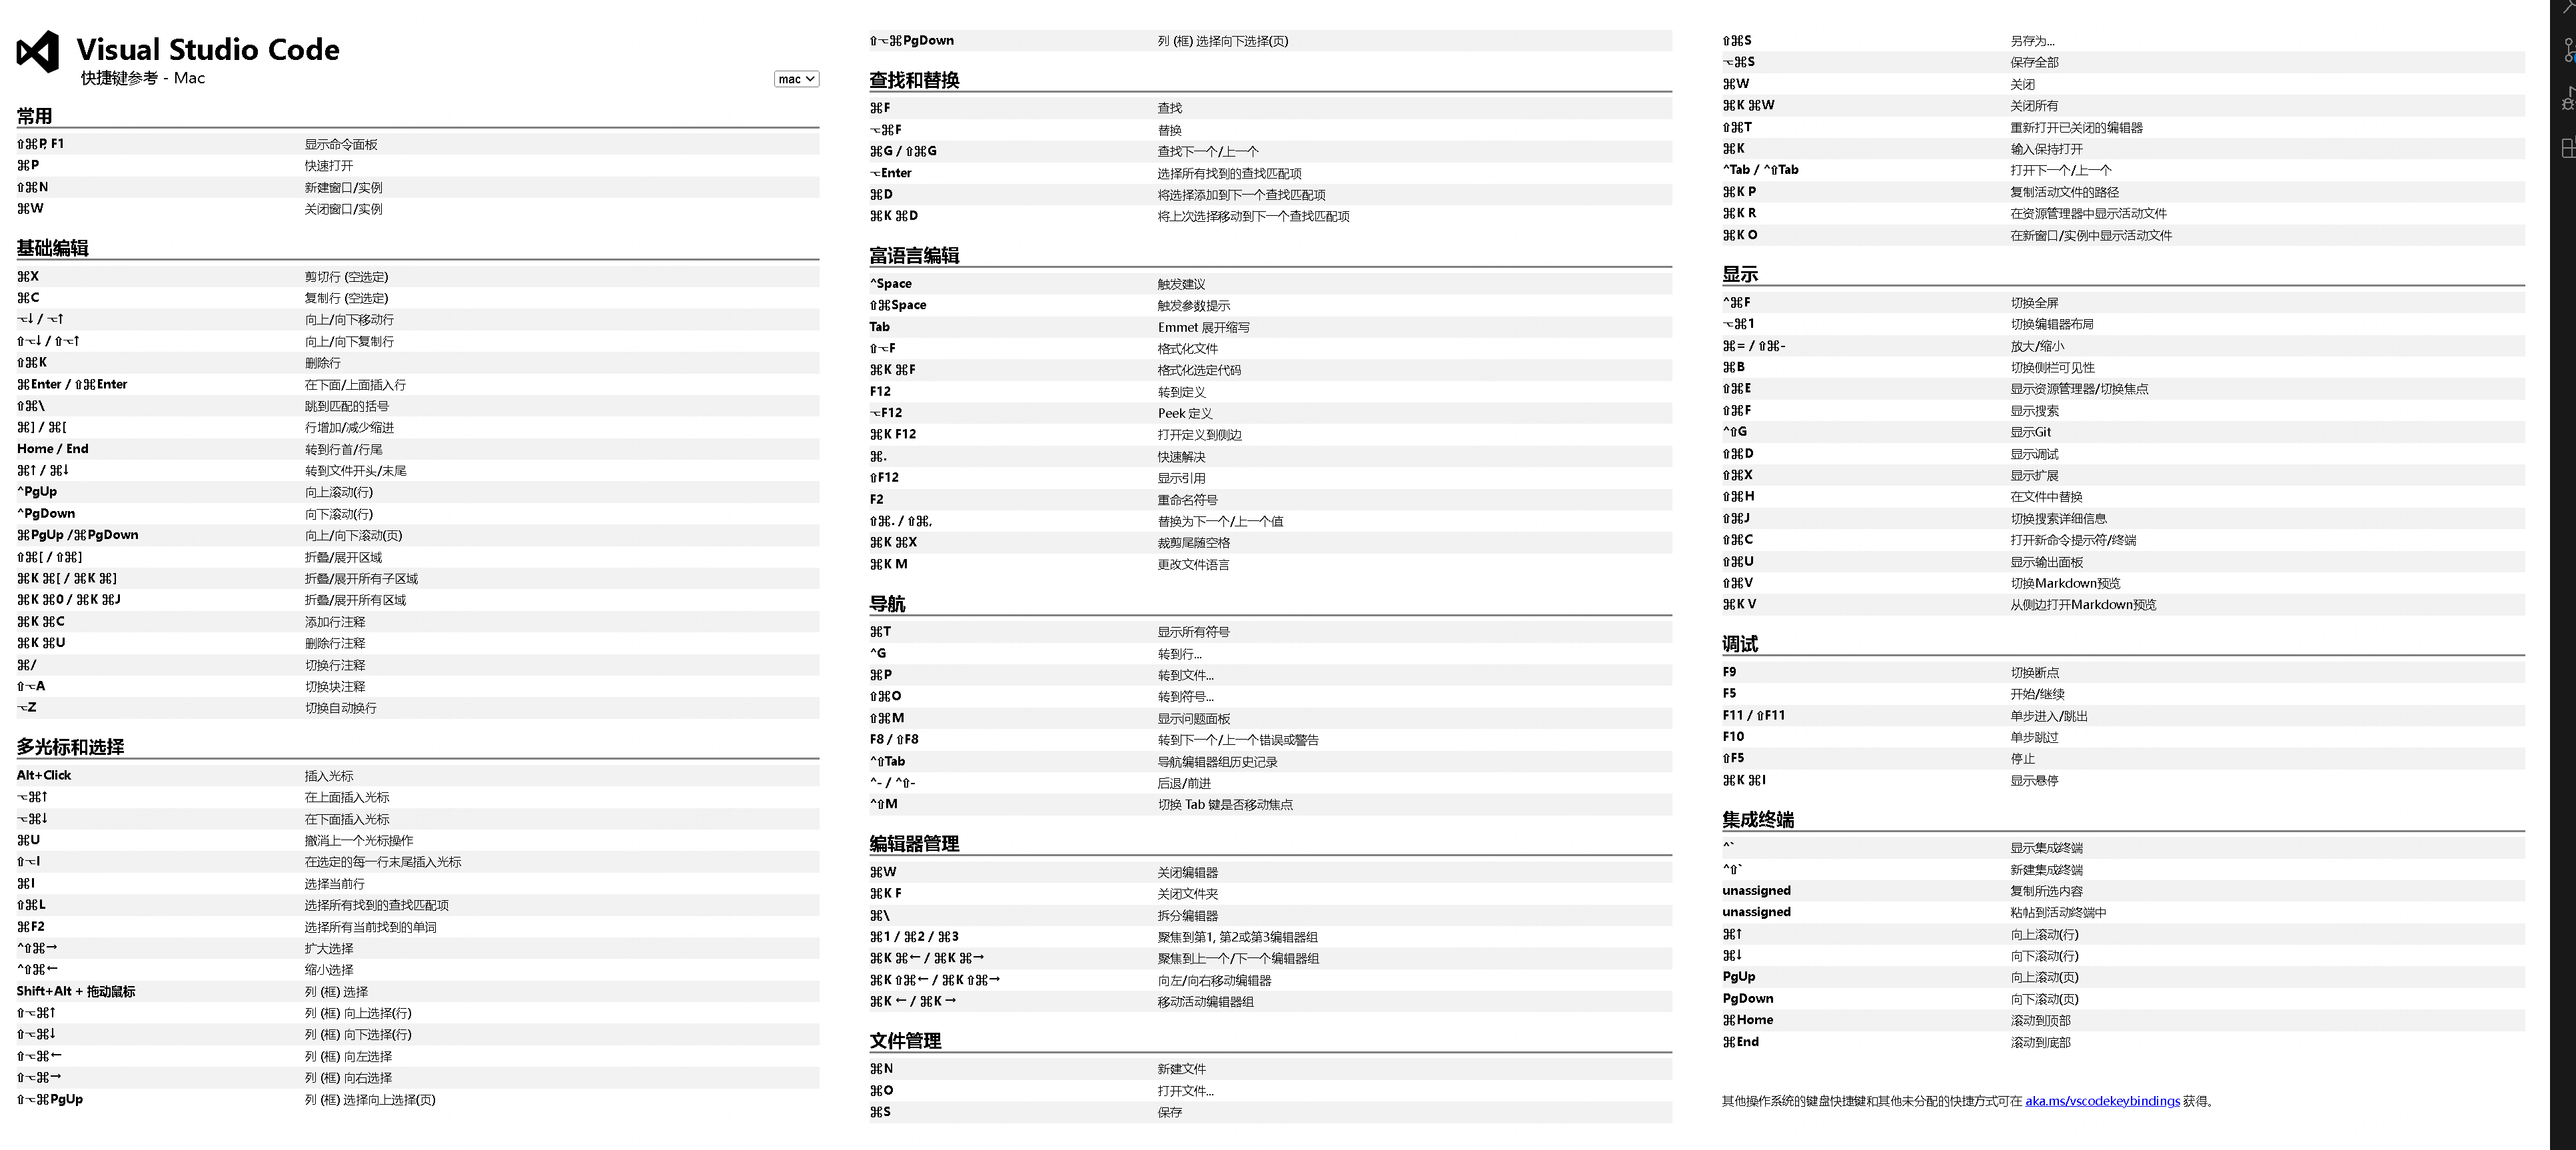 Visual Studio Code
快捷键参考 - Mac
mac
常用
⇧⌘P, F1 显示命令面板
⌘P 快速打开
⇧⌘N 新建窗口/实例
⌘W 关闭窗口/实例
基础编辑
⌘X 剪切行 (空选定)
⌘C 复制行 (空选定)
⌥↓ / ⌥↑ 向上/向下移动行
⇧⌥↓ / ⇧⌥↑ 向上/向下复制行
⇧⌘K 删除行
⌘Enter / ⇧⌘Enter 在下面/上面插入行
⇧⌘\ 跳到匹配的括号
⌘] / ⌘[ 行增加/减少缩进
Home / End 转到行首/行尾
⌘↑ / ⌘↓ 转到文件开头/末尾
^PgUp 向上滚动(行)
^PgDown 向下滚动(行)
⌘PgUp /⌘PgDown 向上/向下滚动(页)
⇧⌘[ / ⇧⌘] 折叠/展开区域
⌘K ⌘[ / ⌘K ⌘] 折叠/展开所有子区域
⌘K ⌘0 / ⌘K ⌘J 折叠/展开所有区域
⌘K ⌘C 添加行注释
⌘K ⌘U 删除行注释
⌘/ 切换行注释
⇧⌥A 切换块注释
⌥Z 切换自动换行
多光标和选择
Alt+Click 插入光标
⌥⌘↑ 在上面插入光标
⌥⌘↓ 在下面插入光标
⌘U 撤消上一个光标操作
⇧⌥I 在选定的每一行末尾插入光标
⌘I 选择当前行
⇧⌘L 选择所有找到的查找匹配项
⌘F2 选择所有当前找到的单词
^⇧⌘→ 扩大选择
^⇧⌘← 缩小选择
Shift+Alt + 拖动鼠标 列 (框) 选择
⇧⌥⌘↑ 列 (框) 向上选择(行)
⇧⌥⌘↓ 列 (框) 向下选择(行)
⇧⌥⌘← 列 (框) 向左选择
⇧⌥⌘→ 列 (框) 向右选择
⇧⌥⌘PgUp 列 (框) 选择向上选择(页)
⇧⌥⌘PgDown 列 (框) 选择向下选择(页)
查找和替换
⌘F 查找
⌥⌘F 替换
⌘G / ⇧⌘G 查找下一个/上一个
⌥Enter 选择所有找到的查找匹配项
⌘D 将选择添加到下一个查找匹配项
⌘K ⌘D 将上次选择移动到下一个查找匹配项
富语言编辑
^Space 触发建议
⇧⌘Space 触发参数提示
Tab Emmet 展开缩写
⇧⌥F 格式化文件
⌘K ⌘F 格式化选定代码
F12 转到定义
⌥F12 Peek 定义
⌘K F12 打开定义到侧边
⌘. 快速解决
⇧F12 显示引用
F2 重命名符号
⇧⌘. / ⇧⌘, 替换为下一个/上一个值
⌘K ⌘X 裁剪尾随空格
⌘K M 更改文件语言
导航
⌘T 显示所有符号
^G 转到行...
⌘P 转到文件...
⇧⌘O 转到符号...
⇧⌘M 显示问题面板
F8 / ⇧F8 转到下一个/上一个错误或警告
^⇧Tab 导航编辑器组历史记录
^- / ^⇧- 后退/前进
^⇧M 切换 Tab 键是否移动焦点
编辑器管理
⌘W 关闭编辑器
⌘K F 关闭文件夹
⌘\ 拆分编辑器
⌘1 / ⌘2 / ⌘3 聚焦到第1, 第2或第3编辑器组
⌘K ⌘← / ⌘K ⌘→ 聚焦到上一个/下一个编辑器组
⌘K ⇧⌘← / ⌘K ⇧⌘→ 向左/向右移动编辑器
⌘K ← / ⌘K → 移动活动编辑器组
文件管理
⌘N 新建文件
⌘O 打开文件...
⌘S 保存
⇧⌘S 另存为...
⌥⌘S 保存全部
⌘W 关闭
⌘K ⌘W 关闭所有
⇧⌘T 重新打开已关闭的编辑器
⌘K 输入保持打开
^Tab / ^⇧Tab 打开下一个/上一个
⌘K P 复制活动文件的路径
⌘K R 在资源管理器中显示活动文件
⌘K O 在新窗口/实例中显示活动文件
显示
^⌘F 切换全屏
⌥⌘1 切换编辑器布局
⌘= / ⇧⌘- 放大/缩小
⌘B 切换侧栏可见性
⇧⌘E 显示资源管理器/切换焦点
⇧⌘F 显示搜索
^⇧G 显示Git
⇧⌘D 显示调试
⇧⌘X 显示扩展
⇧⌘H 在文件中替换
⇧⌘J 切换搜索详细信息
⇧⌘C 打开新命令提示符/终端
⇧⌘U 显示输出面板
⇧⌘V 切换Markdown预览
⌘K V 从侧边打开Markdown预览
调试
F9 切换断点
F5 开始/继续
F11 / ⇧F11 单步进入/跳出
F10 单步跳过
⇧F5 停止
⌘K ⌘I 显示悬停
集成终端
^` 显示集成终端
^⇧` 新建集成终端
unassigned 复制所选内容
unassigned 粘帖到活动终端中
⌘↑ 向上滚动(行)
⌘↓ 向下滚动(行)
PgUp 向上滚动(页)
PgDown 向下滚动(页)
⌘Home 滚动到顶部
⌘End 滚动到底部
其他操作系统的键盘快捷键和其他未分配的快捷方式可在 aka.ms/vscodekeybindings 获得。